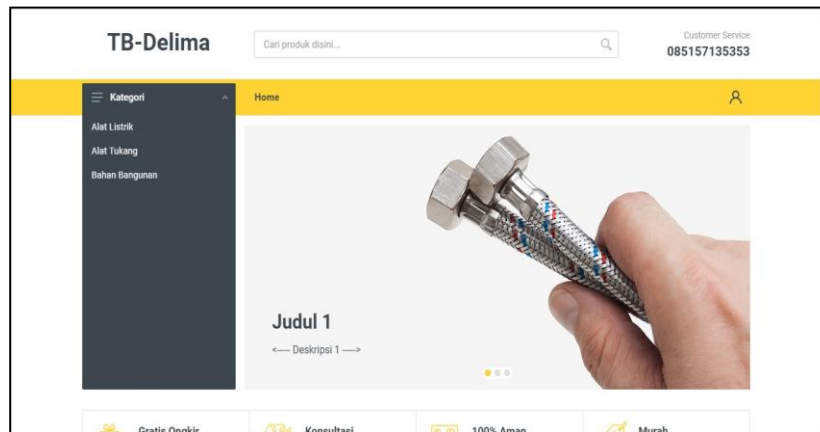 TB-Delima
Cari produk disini...
Customer Service
085157135353
Kategori
Home
Alat Listrik
Alat Tukang
Bahan Bangunan
Judul 1
<---- Deskripsi 1 ---->
Gratis Ongkir
Konsultasi
100% Aman
Murah